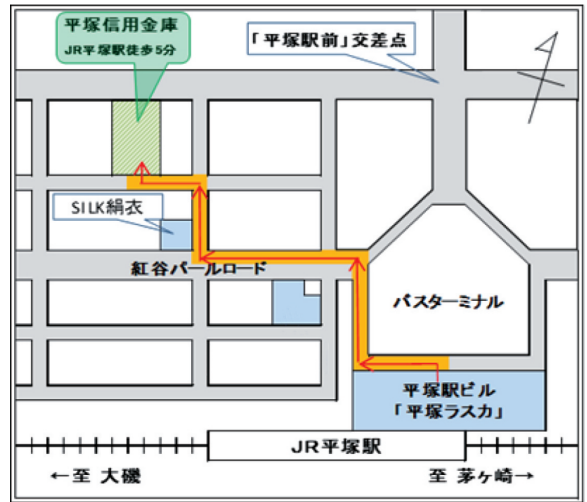 平塚信用金庫
JR平塚駅徒歩5分
「平塚駅前」交差点
SILK絹衣
紅谷パールロード
バスターミナル
平塚駅ビル
「平塚ラスカ」
JR平塚駅
←至 大磯
至 茅ヶ崎→